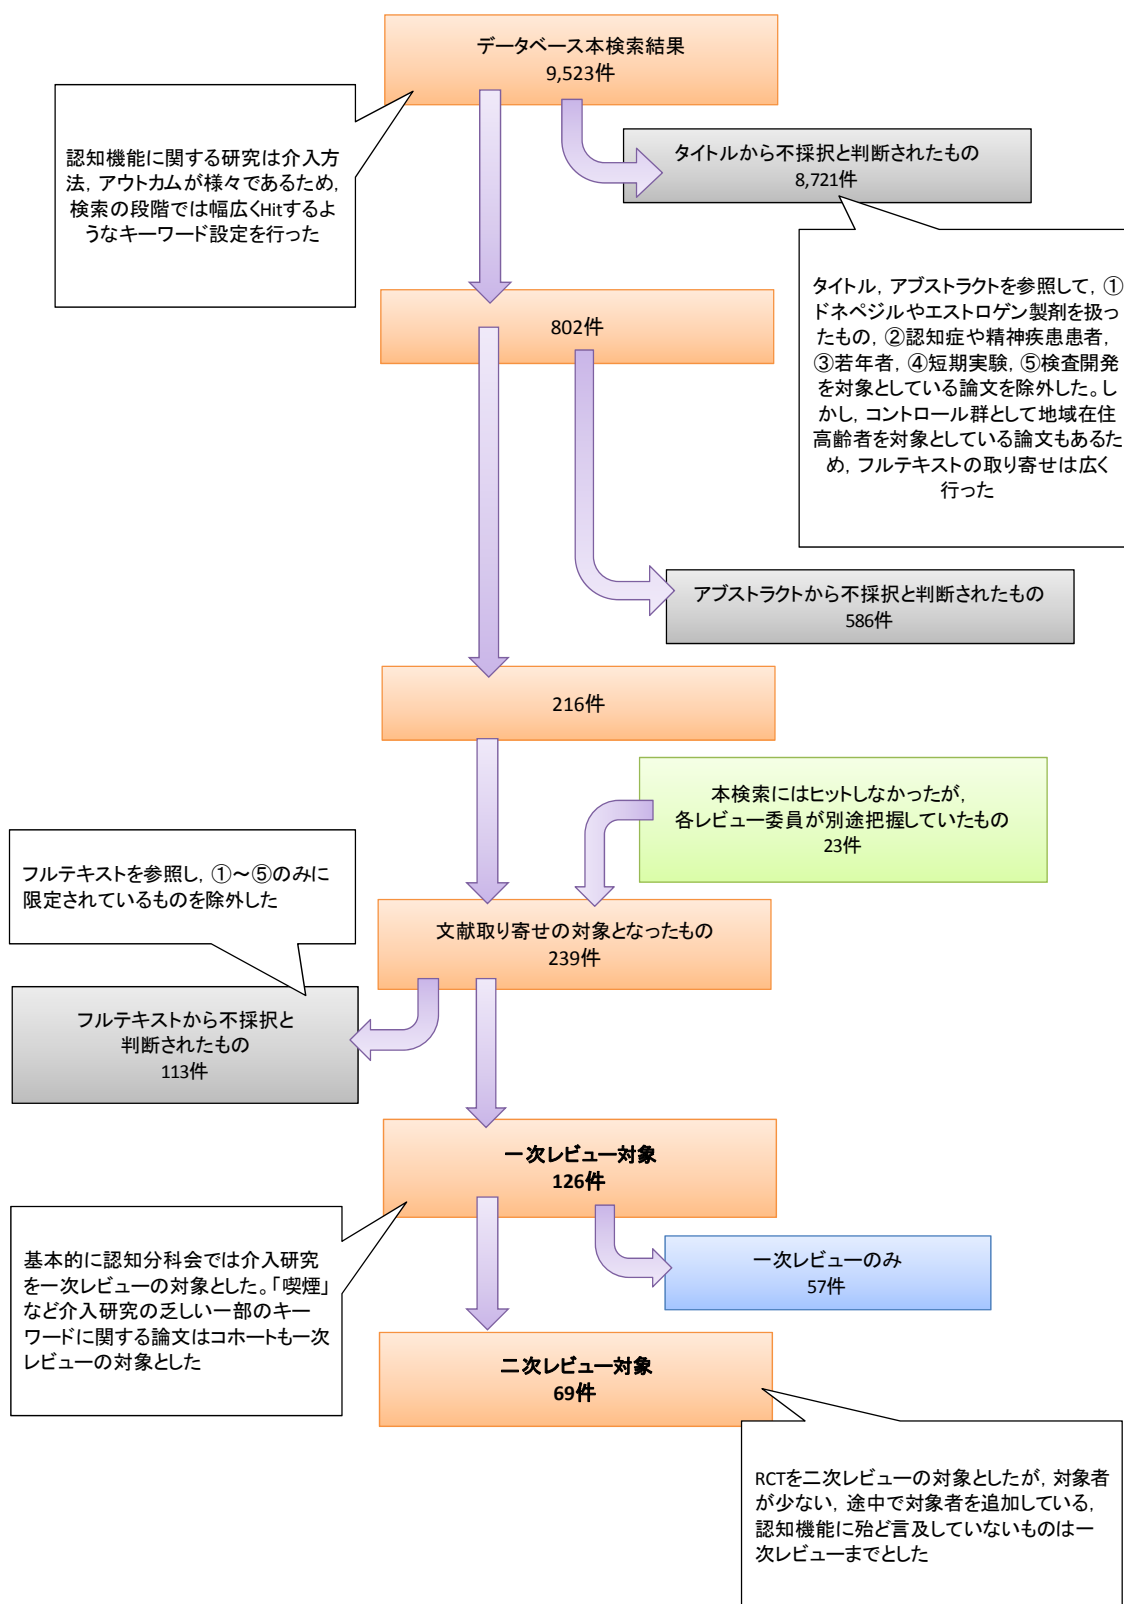 データベース本検索結果
9,523件
認知機能に関する研究は介入方
法，アウトカムが様々であるため，
検索の段階では幅広くHitするよ
うなキーワード設定を行った
タイトルから不採択と判断されたもの
8,721件
タイトル，アブストラクトを参照して，①
ドネペジルやエストロゲン製剤を扱っ
たもの，②認知症や精神疾患患者，
③若年者，④短期実験，⑤検査開発
を対象としている論文を除外した。し
かし，コントロール群として地域在住
高齢者を対象としている論文もあるた
め，フルテキストの取り寄せは広く
行った
802件
アブストラクトから不採択と判断されたもの
586件
216件
本検索にはヒットしなかったが，
各レビュー委員が別途把握していたもの
23件
フルテキストを参照し，①～⑤のみに
限定されているものを除外した
文献取り寄せの対象となったもの
239件
フルテキストから不採択と
判断されたもの
113件
一次レビュー対象
126件
基本的に認知分科会では介入研究
を一次レビューの対象とした。「喫煙」
など介入研究の乏しい一部のキー
ワードに関する論文はコホートも一次
レビューの対象とした
一次レビューのみ
57件
二次レビュー対象
69件
RCTを二次レビューの対象としたが，対象者
が少ない，途中で対象者を追加している，
認知機能に殆ど言及していないものは一
次レビューまでとした